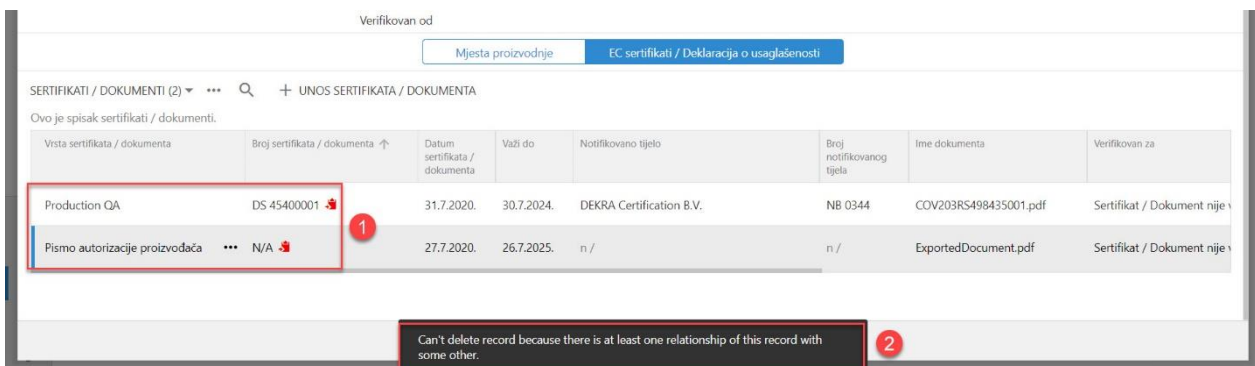 Verifikovan od
Mjesta proizvodnje EC sertifikati / Deklaracija o usaglašenosti
SERTIFIKATI / DOKUMENTI (2) ••• + UNOS SERTIFIKATA / DOKUMENTA
Ovo je spisak sertifikati / dokumenti.
Vrsta sertifikata / dokumenta Broj sertifikata / dokumenta ↑ Datum sertifikata / dokumenta Važi do Notifikovano tijelo Broj notifikovanog tijela Ime dokumenta Verifikovan za
Production QA DS 45400001 31.7.2020. 30.7.2024. DEKRA Certification B.V. NB 0344 COV203RS498435001.pdf Sertifikat / Dokument nije
1
Pismo autorizacije proizvođača ••• N/A 27.7.2020. 26.7.2025. n / n / ExportedDocument.pdf Sertifikat / Dokument nije
Can't delete record because there is at least one relationship of this record with
some other.
2